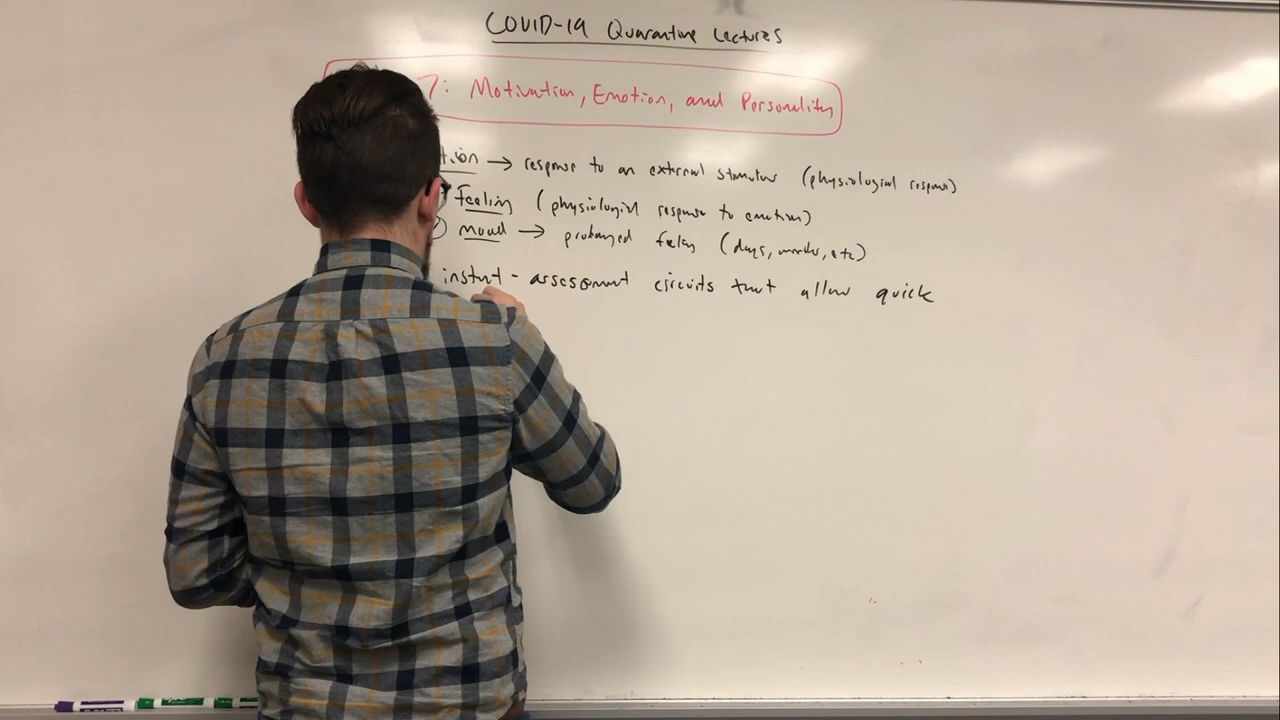 COVID-19 Quarantine Lectures
7: Motivation, Emotion, and Personality
tion → response to an external stimulus (physiological response)
Feeling (physiological response to emotion)
mood → prolonged feeling (days, months, etc)
instant - assessment circuits that allow quick